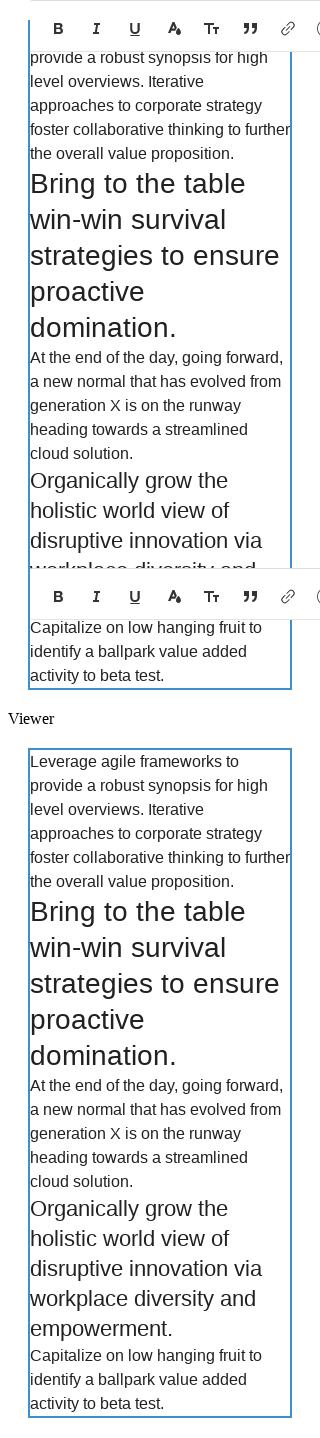 B I U A Tт
provide a robust synopsis for high
level overviews. Iterative
approaches to corporate strategy
foster collaborative thinking to further
the overall value proposition.
Bring to the table
win-win survival
strategies to ensure
proactive
domination.
At the end of the day, going forward,
a new normal that has evolved from
generation X is on the runway
heading towards a streamlined
cloud solution.
Organically grow the
holistic world view of
disruptive innovation via
workplace diversity and
B I U A Tт
Capitalize on low hanging fruit to
identify a ballpark value added
activity to beta test.
Viewer
Leverage agile frameworks to
provide a robust synopsis for high
level overviews. Iterative
approaches to corporate strategy
foster collaborative thinking to further
the overall value proposition.
Bring to the table
win-win survival
strategies to ensure
proactive
domination.
At the end of the day, going forward,
a new normal that has evolved from
generation X is on the runway
heading towards a streamlined
cloud solution.
Organically grow the
holistic world view of
disruptive innovation via
workplace diversity and
empowerment.
Capitalize on low hanging fruit to
identify a ballpark value added
activity to beta test.